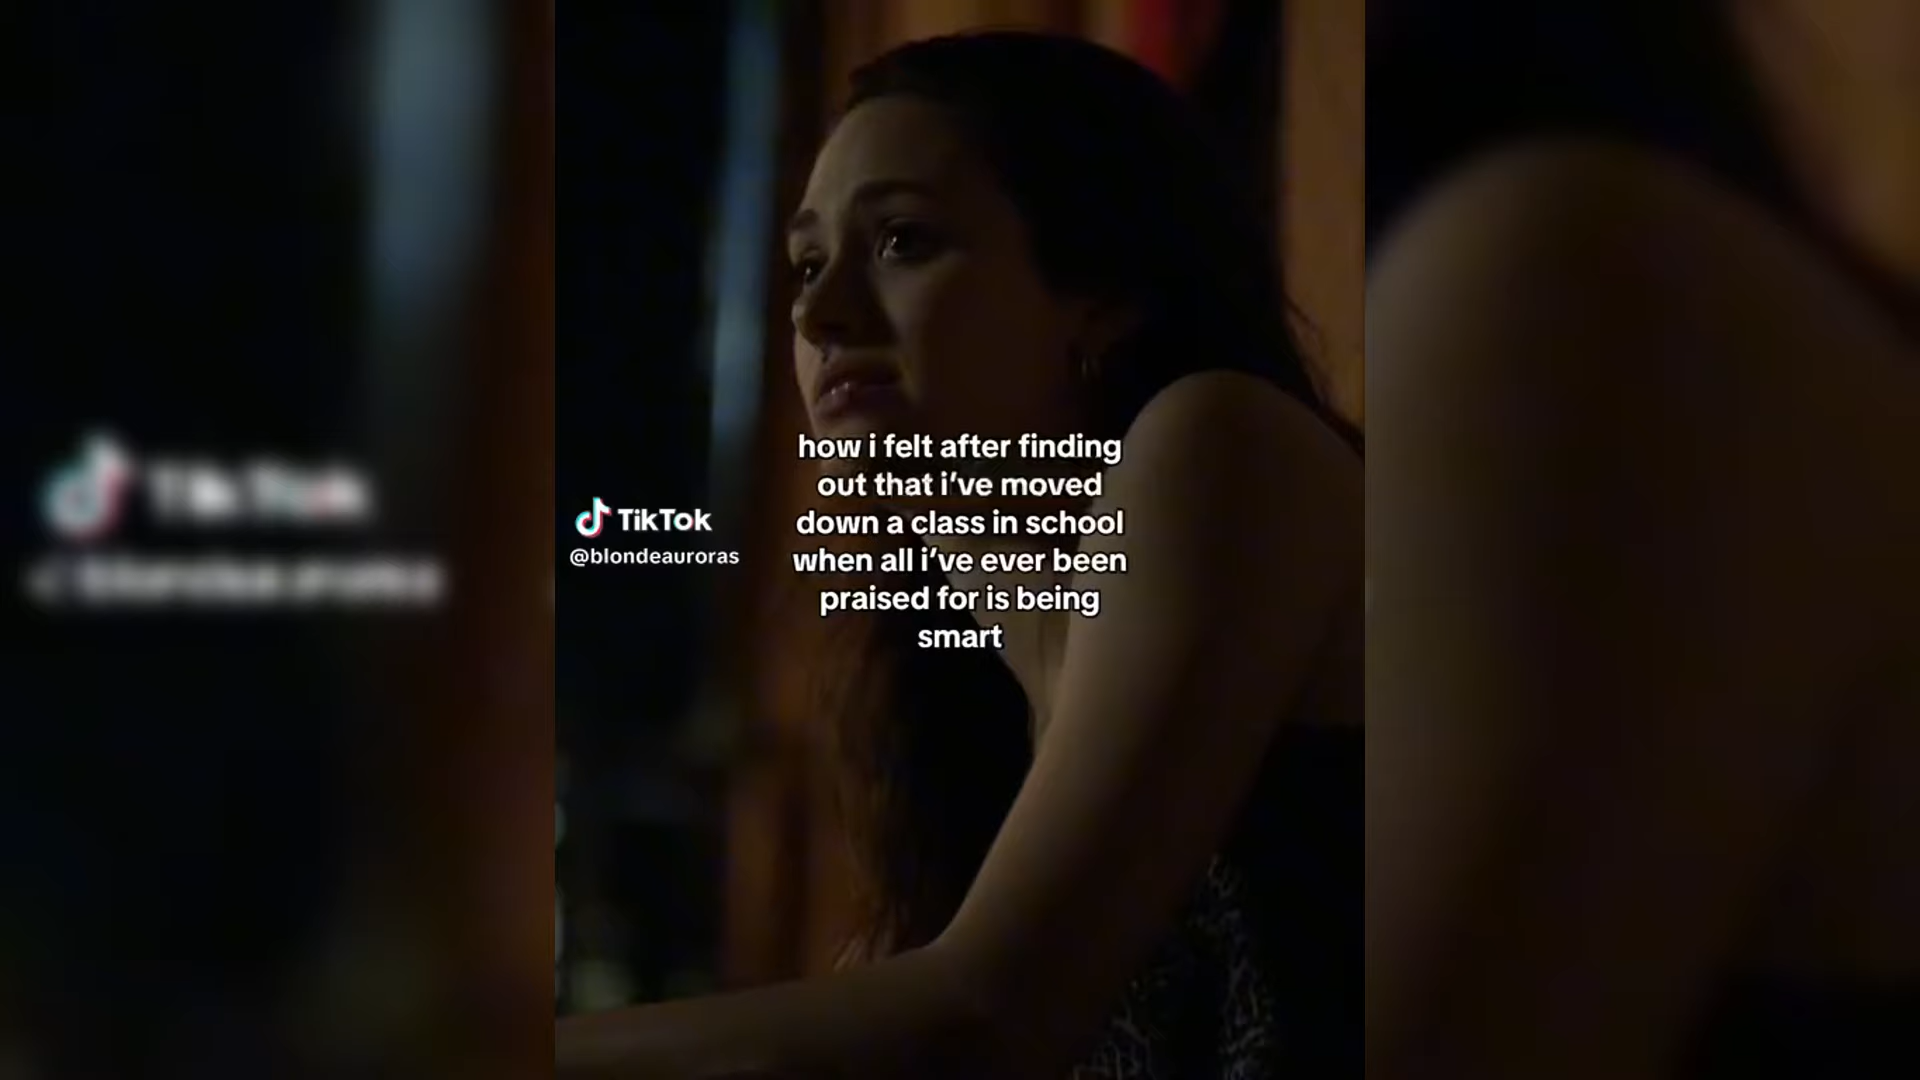 how i felt after finding
out that i've moved
down a class in school
when all i've ever been
praised for is being
smart
TikTok
@blondeauroras
TikTok